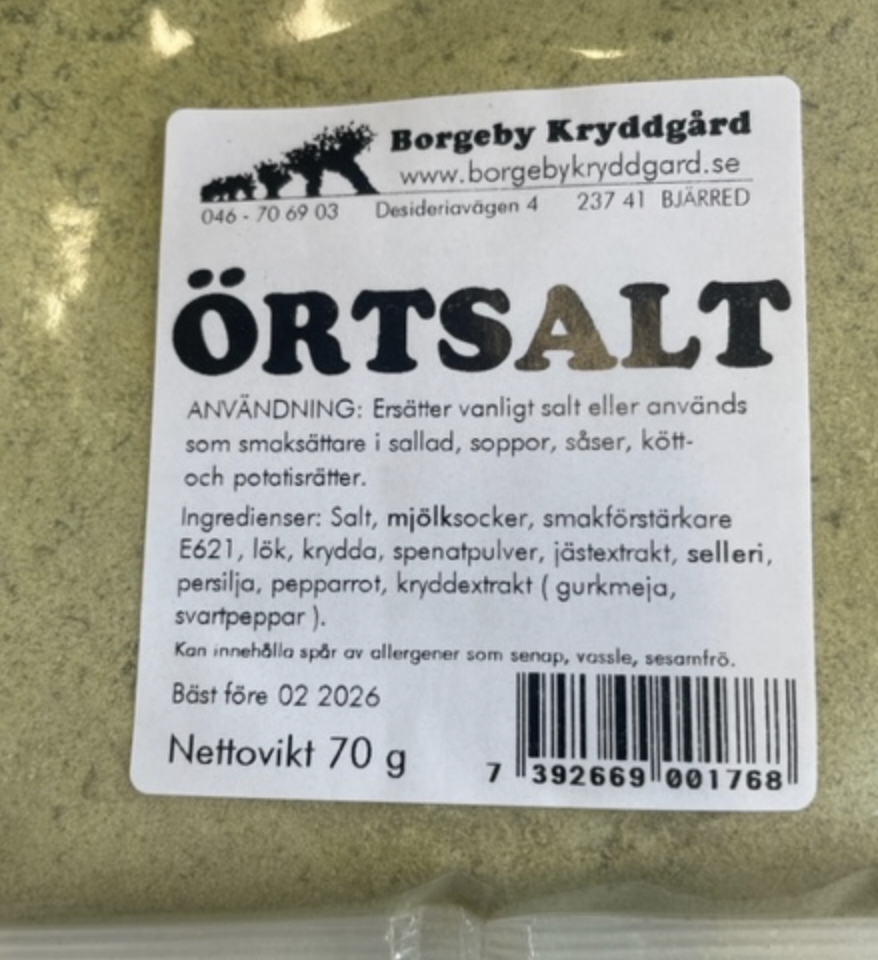 Borgeby Kryddgård
www.borgebykryddgard.se
046 - 70 69 03 Desideriavägen 4 237 41 BJÄRRED
ÖRTSALT
ANVÄNDNING: Ersätter vanligt salt eller används
som smaksättare i sallad, soppor, såser, kött-
och potatisrätter.
Ingredienser: Salt, mjölksocker, smakförstärkare
E621, lök, krydda, spenatpulver, jästextrakt, selleri,
persilja, pepparrot, kryddextrakt ( gurkmeja,
svartpeppar ).
Kan innehålla spår av allergener som senap, vassle, sesamfrö.
Bäst före 02 2026
Nettovikt 70 g
7 392669 001768